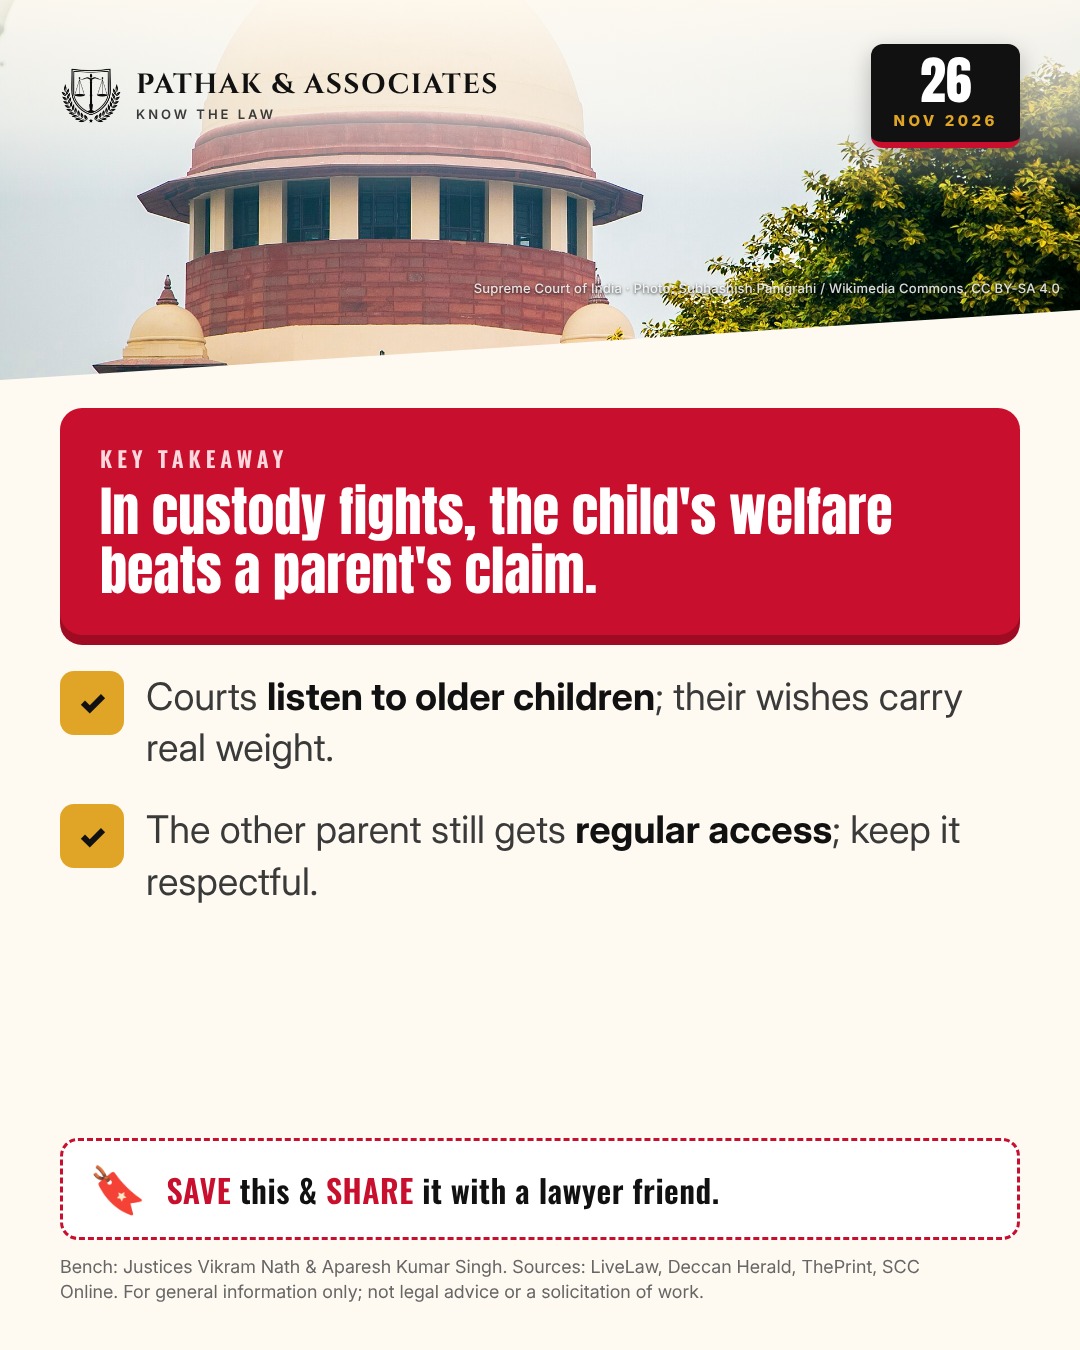 PATHAK & ASSOCIATES
KNOW THE LAW
26
NOV 2026
Supreme Court of India · Photo: Subhashish Panigrahi / Wikimedia Commons, CC BY-SA 4.0
KEY TAKEAWAY
In custody fights, the child's welfare
beats a parent's claim.
Courts listen to older children; their wishes carry
real weight.
The other parent still gets regular access; keep it
respectful.
SAVE this & SHARE it with a lawyer friend.
Bench: Justices Vikram Nath & Aparesh Kumar Singh. Sources: LiveLaw, Deccan Herald, ThePrint, SCC
Online. For general information only; not legal advice or a solicitation of work.